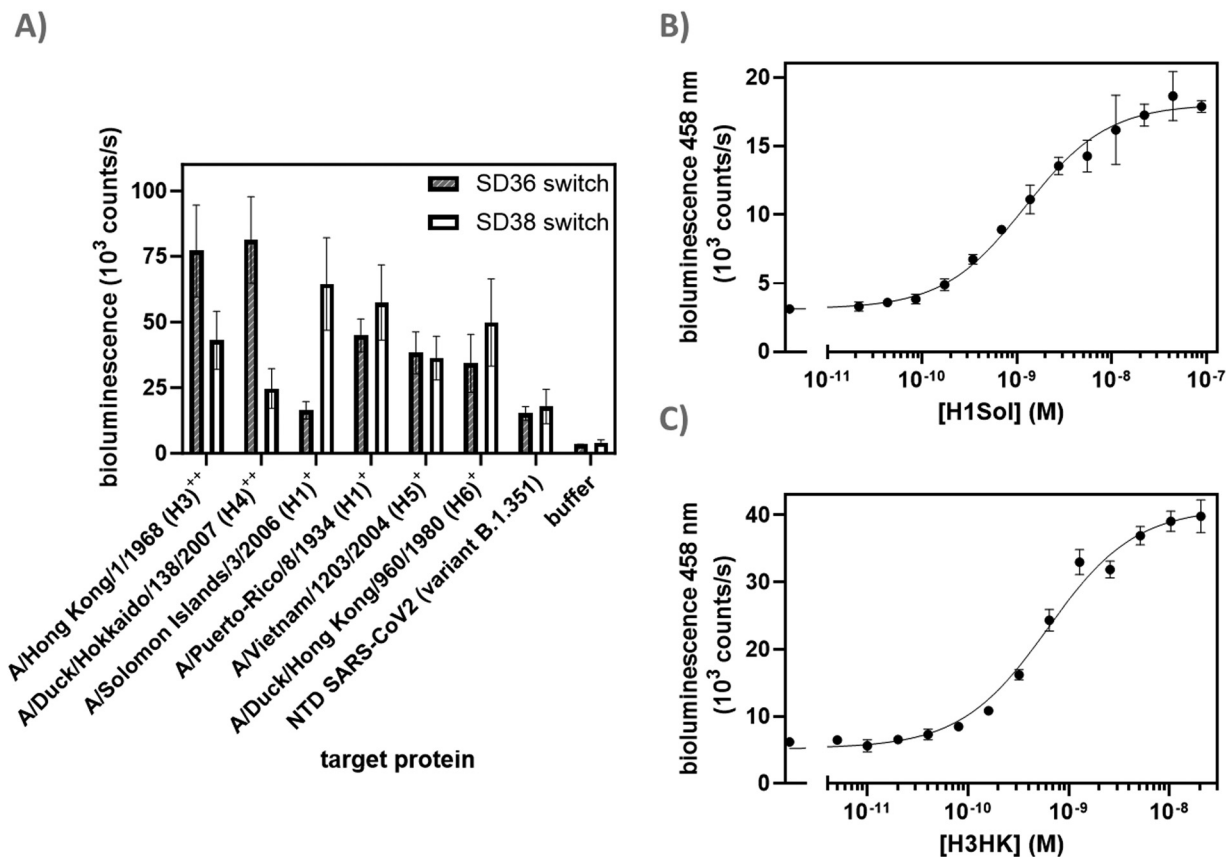 A)
bioluminescence (10³ counts/s)
100
75
50
25
0
SD36 switch
SD38 switch
A/Hong Kong/1/1968 (H3)⁺⁺
A/Duck/Hokkaido/138/2007 (H4)⁺⁺
A/Solomon Islands/3/2006 (H1)⁺
A/Puerto-Rico/8/1934 (H1)⁺
A/Vietnam/1203/2004 (H5)⁺
A/Duck/Hong Kong/960/1980 (H6)⁺
NTD SARS-CoV2 (variant B.1.351)
buffer
target protein
B)
bioluminescence 458 nm
(10³ counts/s)
20
15
10
5
0
10⁻¹¹ 10⁻¹⁰ 10⁻⁹ 10⁻⁸ 10⁻⁷
[H1Sol] (M)
C)
bioluminescence 458 nm
(10³ counts/s)
40
30
20
10
0
10⁻¹¹ 10⁻¹⁰ 10⁻⁹ 10⁻⁸
[H3HK] (M)